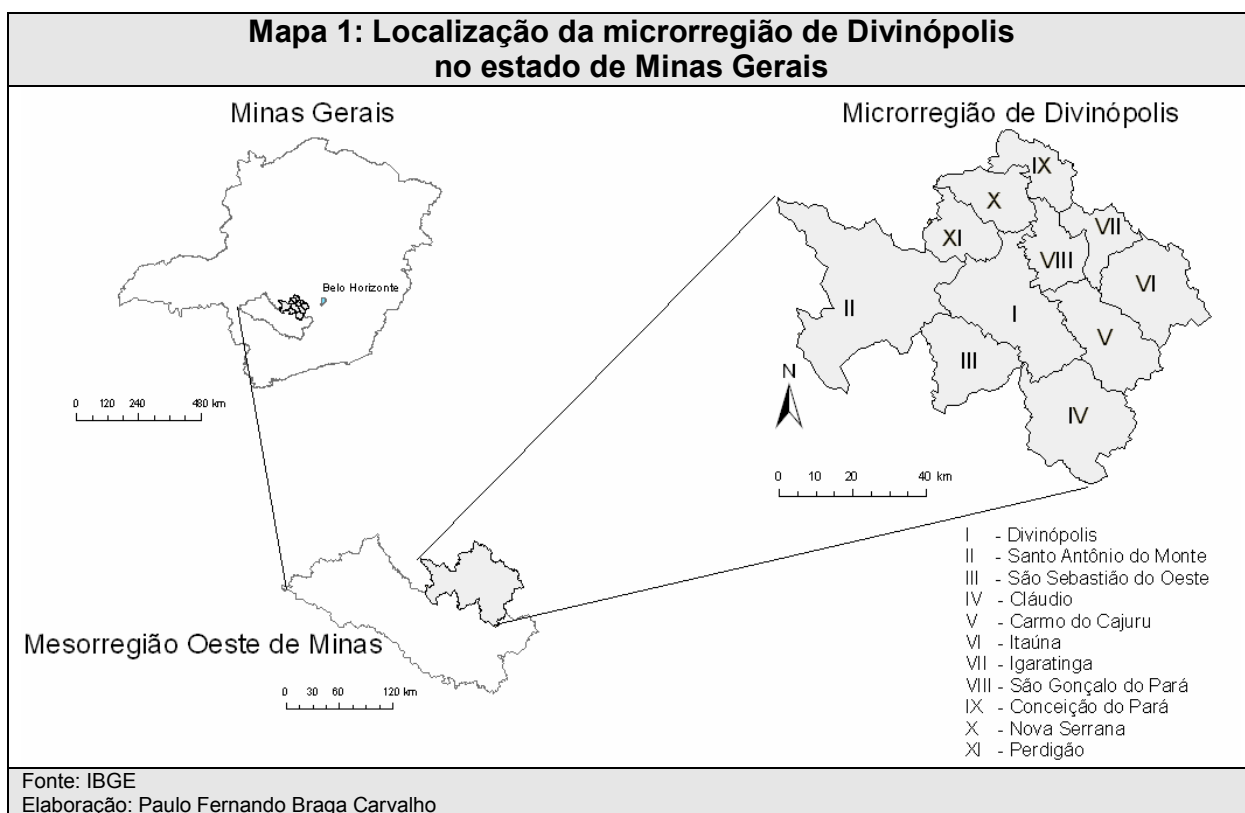 Mapa 1: Localização da microrregião de Divinópolis
no estado de Minas Gerais
Minas Gerais
Belo Horizonte
0 120 240 480 km
Microrregião de Divinópolis
IX
X
VII
XI
VIII
VI
II
I
V
III
N
IV
0 10 20 40 km
Mesorregião Oeste de Minas
0 30 60 120 km
I - Divinópolis
II - Santo Antônio do Monte
III - São Sebastião do Oeste
IV - Cláudio
V - Carmo do Cajuru
VI - Itaúna
VII - Igaratinga
VIII - São Gonçalo do Pará
IX - Conceição do Pará
X - Nova Serrana
XI - Perdigão
Fonte: IBGE
Elaboração: Paulo Fernando Braga Carvalho